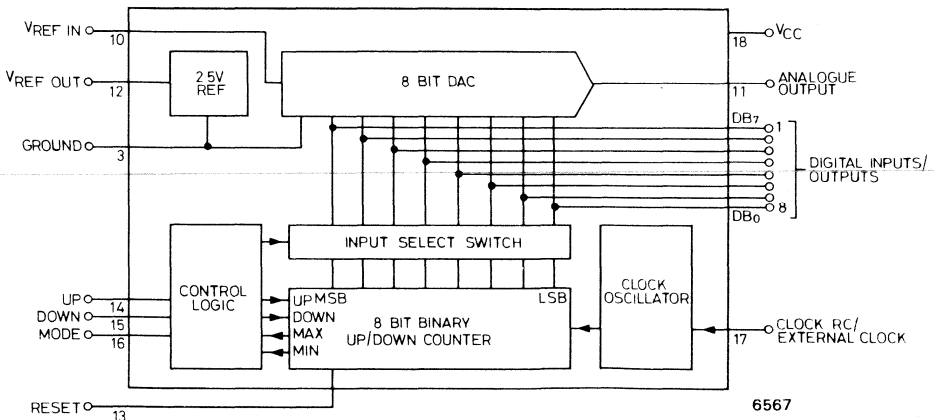 VREF IN
10
VREF OUT
12
2.5V
REF
8 BIT DAC
18
VCC
11
ANALOGUE
OUTPUT
GROUND
3
DB7
1
DIGITAL INPUTS/
OUTPUTS
8
DB0
INPUT SELECT SWITCH
CONTROL
LOGIC
CLOCK
OSCILLATOR
UP
14
DOWN
15
MODE
16
UP MSB
LSB
DOWN
MAX
MIN
8 BIT BINARY
UP/DOWN COUNTER
17
CLOCK RC/
EXTERNAL CLOCK
RESET
13
6567